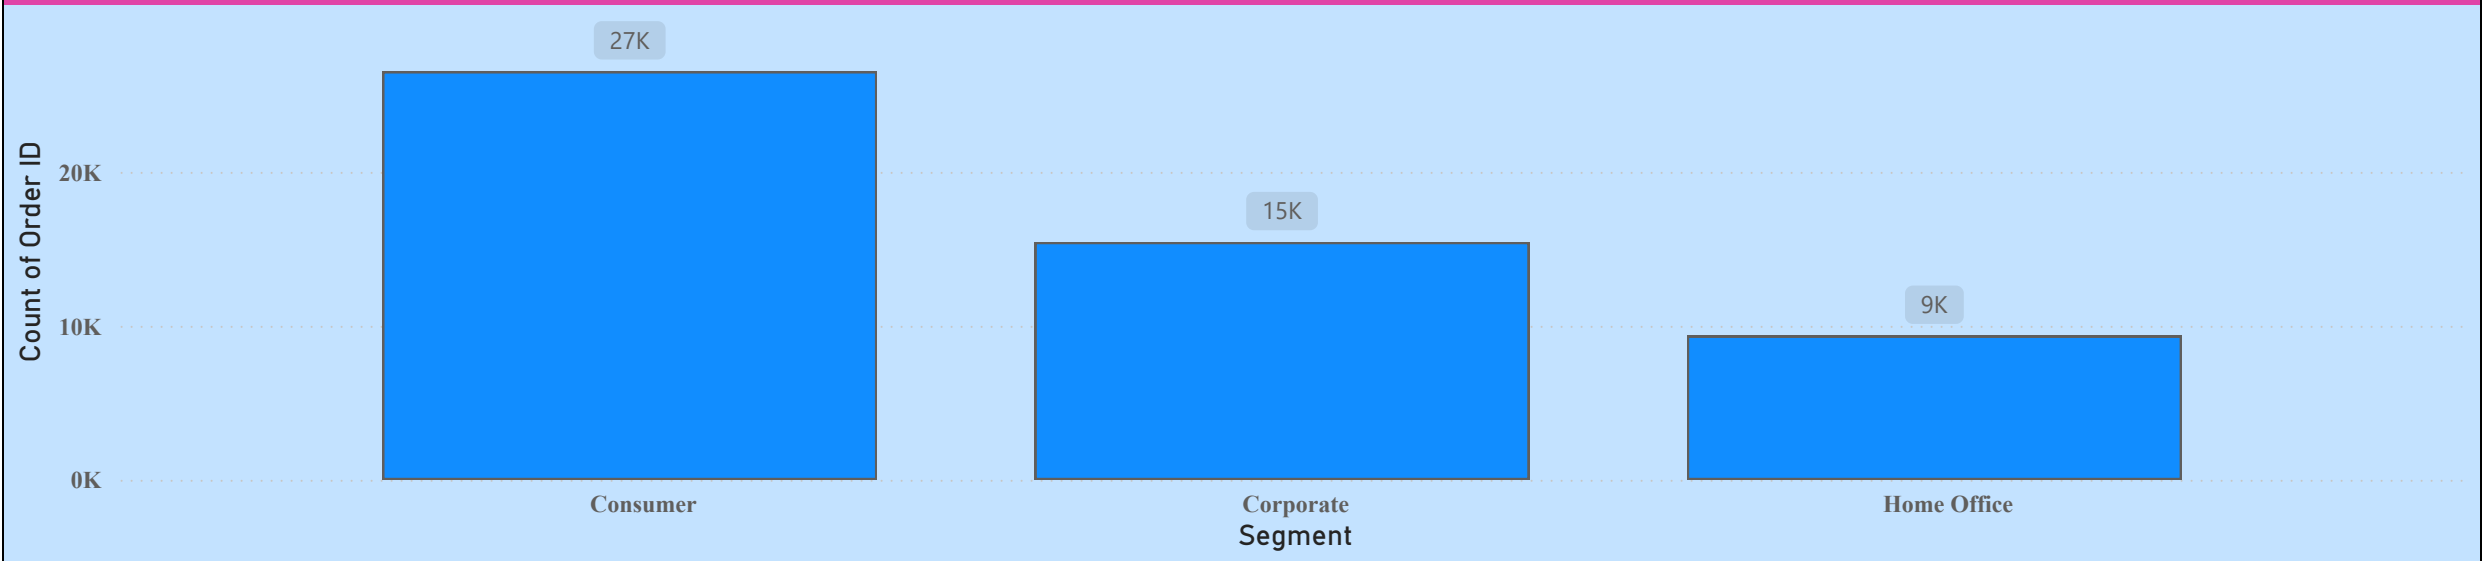 27K
Count of Order ID
20K
15K
9K
10K
0K
Consumer
Corporate
Home Office
Segment